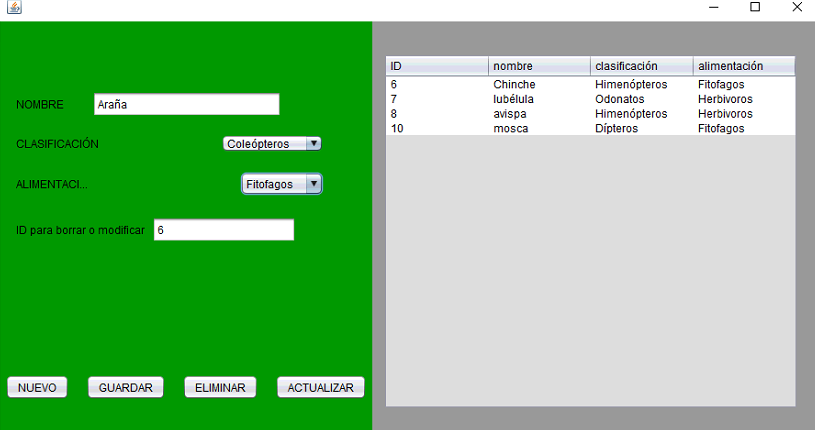 NOMBRE Araña
CLASIFICACIÓN Coleópteros
ALIMENTACI... Fitofagos
ID para borrar o modificar 6
NUEVO GUARDAR ELIMINAR ACTUALIZAR
ID nombre clasificación alimentación
6 Chinche Himenópteros Fitofagos
7 lubélula Odonatos Herbivoros
8 avispa Himenópteros Herbivoros
10 mosca Dípteros Fitofagos